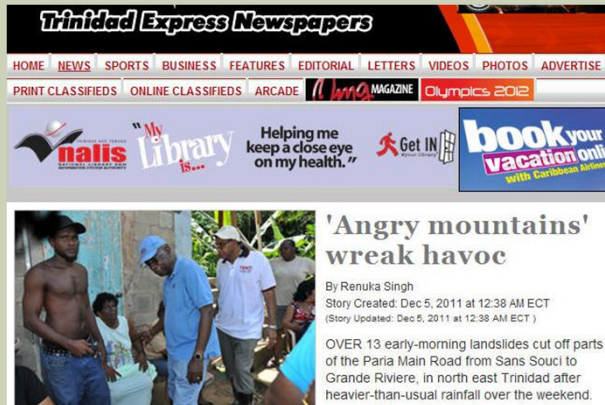 Trinidad Express Newspapers
HOME NEWS SPORTS BUSINESS FEATURES EDITORIAL LETTERS VIDEOS PHOTOS ADVERTISE
PRINT CLASSIFIEDS ONLINE CLASSIFIEDS ARCADE MAGAZINE Olympics 2012
nalis
"My
Library
is...
Helping me
keep a close eye
on my health."
Get IN
book your
vacation onli
with Caribbean Airlines
'Angry mountains'
wreak havoc
By Renuka Singh
Story Created: Dec 5, 2011 at 12:38 AM ECT
(Story Updated: Dec 5, 2011 at 12:38 AM ECT )
OVER 13 early-morning landslides cut off parts
of the Paria Main Road from Sans Souci to
Grande Riviere, in north east Trinidad after
heavier-than-usual rainfall over the weekend.